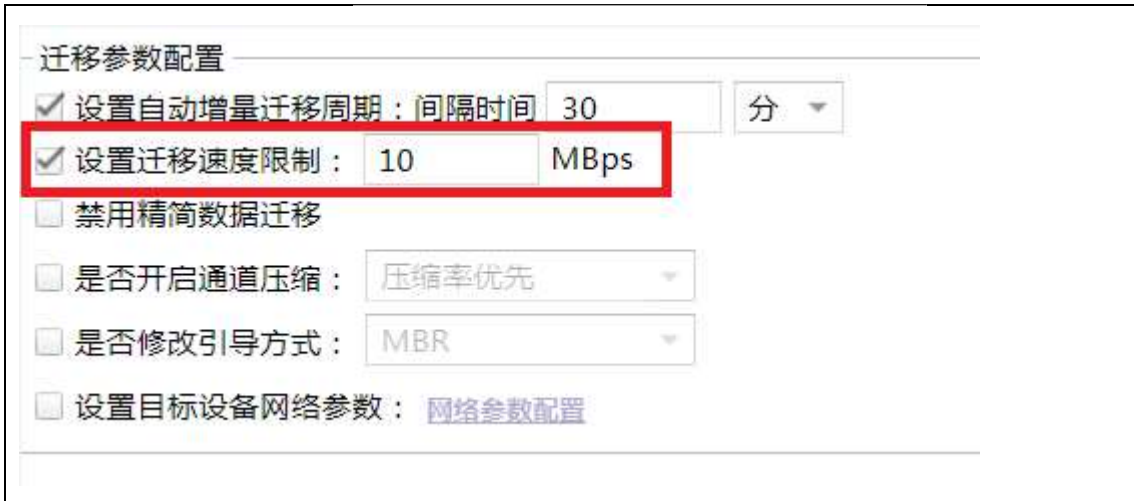 迁移参数配置
设置自动增量迁移周期：间隔时间 30 分
设置迁移速度限制： 10 MBps
禁用精简数据迁移
是否开启通道压缩： 压缩率优先
是否修改引导方式： MBR
设置目标设备网络参数： 网络参数配置